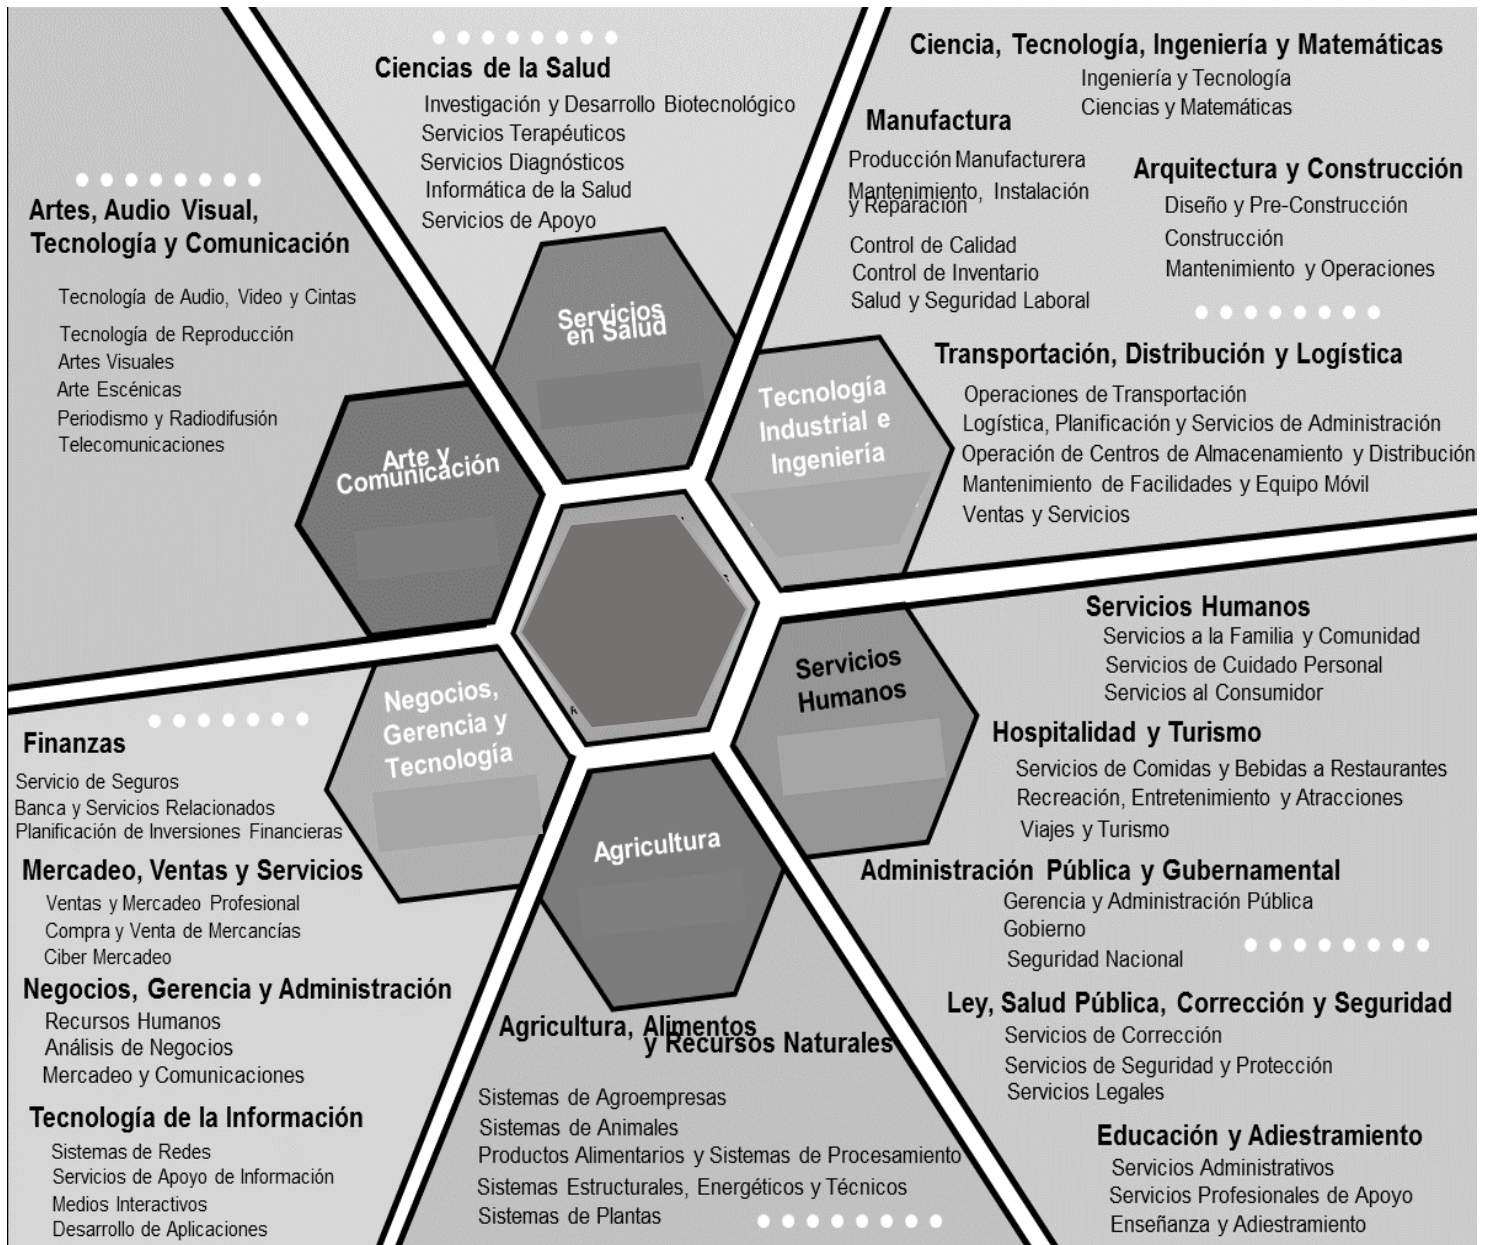 Ciencias de la Salud
Investigación y Desarrollo Biotecnológico
Servicios Terapéuticos
Servicios Diagnósticos
Informática de la Salud
Servicios de Apoyo
Ciencia, Tecnología, Ingeniería y Matemáticas
Ingeniería y Tecnología
Ciencias y Matemáticas
Manufactura
Producción Manufacturera
Mantenimiento, Instalación
y Reparación
Control de Calidad
Control de Inventario
Salud y Seguridad Laboral
Arquitectura y Construcción
Diseño y Pre-Construcción
Construcción
Mantenimiento y Operaciones
Transportación, Distribución y Logística
Operaciones de Transportación
Logística, Planificación y Servicios de Administración
Operación de Centros de Almacenamiento y Distribución
Mantenimiento de Facilidades y Equipo Móvil
Ventas y Servicios
Artes, Audio Visual,
Tecnología y Comunicación
Tecnología de Audio, Video y Cintas
Tecnología de Reproducción
Artes Visuales
Arte Escénicas
Periodismo y Radiodifusión
Telecomunicaciones
Servicios
en Salud
Tecnología
Industrial e
Ingeniería
Arte y
Comunicación
Servicios
Humanos
Negocios,
Gerencia y
Tecnología
Agricultura
Servicios Humanos
Servicios a la Familia y Comunidad
Servicios de Cuidado Personal
Servicios al Consumidor
Hospitalidad y Turismo
Servicios de Comidas y Bebidas a Restaurantes
Recreación, Entretenimiento y Atracciones
Viajes y Turismo
Administración Pública y Gubernamental
Gerencia y Administración Pública
Gobierno
Seguridad Nacional
Ley, Salud Pública, Corrección y Seguridad
Servicios de Corrección
Servicios de Seguridad y Protección
Servicios Legales
Educación y Adiestramiento
Servicios Administrativos
Servicios Profesionales de Apoyo
Enseñanza y Adiestramiento
Finanzas
Servicio de Seguros
Banca y Servicios Relacionados
Planificación de Inversiones Financieras
Mercadeo, Ventas y Servicios
Ventas y Mercadeo Profesional
Compra y Venta de Mercancías
Ciber Mercadeo
Negocios, Gerencia y Administración
Recursos Humanos
Análisis de Negocios
Mercadeo y Comunicaciones
Tecnología de la Información
Sistemas de Redes
Servicios de Apoyo de Información
Medios Interactivos
Desarrollo de Aplicaciones
Agricultura, Alimentos
y Recursos Naturales
Sistemas de Agroempresas
Sistemas de Animales
Productos Alimentarios y Sistemas de Procesamiento
Sistemas Estructurales, Energéticos y Técnicos
Sistemas de Plantas